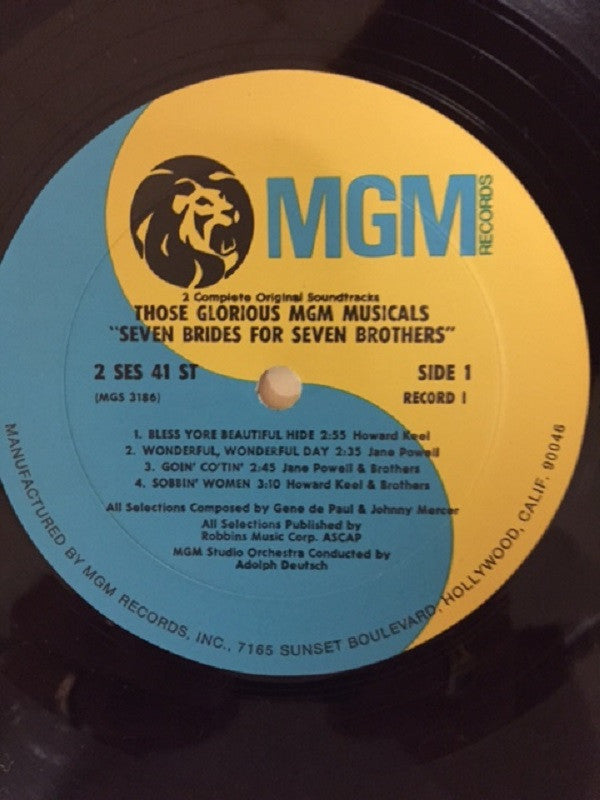 MGM
RECORDS
2 Complete Original Soundtracks
THOSE GLORIOUS MGM MUSICALS
"SEVEN BRIDES FOR SEVEN BROTHERS"
2 SES 41 ST SIDE 1
(MGS 3186) RECORD I
1. BLESS YORE BEAUTIFUL HIDE 2:55 Howard Keel
2. WONDERFUL, WONDERFUL DAY 2:35 Jane Powell
3. GOIN' CO'TIN' 2:45 Jane Powell & Brothers
4. SOBBIN' WOMEN 3:10 Howard Keel & Brothers
All Selections Composed by Gene de Paul & Johnny Mercer
All Selections Published by
Robbins Music Corp. ASCAP
MGM Studio Orchestra Conducted by
Adolph Deutsch
MANUFACTURED BY MGM RECORDS, INC., 7165 SUNSET BOULEVARD, HOLLYWOOD, CALIF. 90046